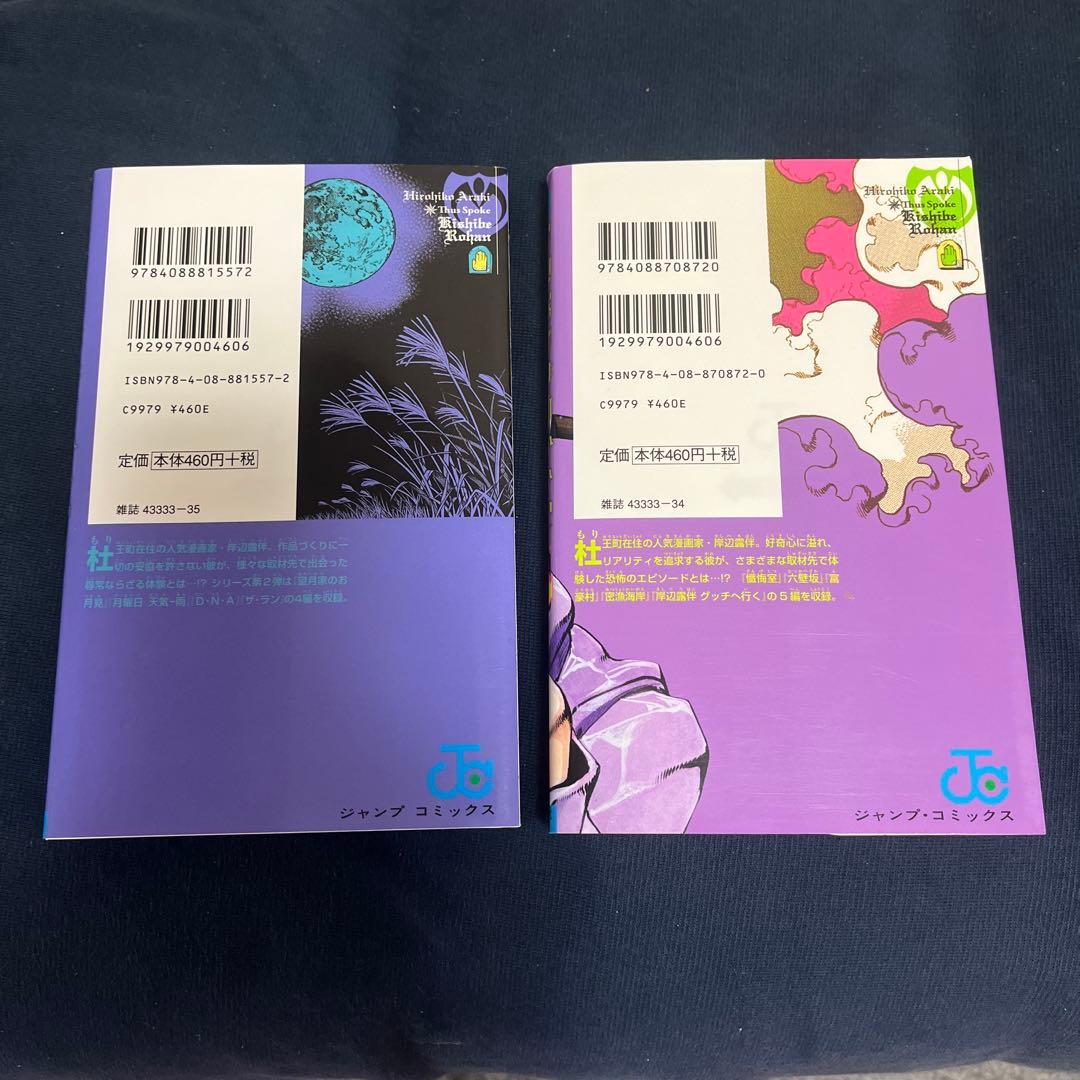 Hirohiko Araki
Thus Spoke
Kishibe
Rohan
9784088815572
1929979004606
ISBN978-4-08-881557-2
C9979 ¥460E
定価 本体460円+税
雑誌 43333-35
もり
杜王町在住の人気漫画家・岸辺露伴。作品づくりに一
切の妥協を許さない彼が、様々な取材先で出会った
尋常ならざる体験とは…!? シリーズ第2弾は『望月家のお
月見』『月曜日 天気-雨』『D・N・A』『ザ・ラン』の4編を収録。
JC
ジャンプ コミックス
Hirohiko Araki
Thus Spoke
Kishibe
Rohan
9784088708720
1929979004606
ISBN978-4-08-870872-0
C9979 ¥460E
定価 本体460円+税
雑誌 43333-34
もり
杜王町在住の人気漫画家・岸辺露伴。好奇心に溢れ、
リアリティを追求する彼が、さまざまな取材先で体
験した恐怖のエピソードとは…!? 『懺悔室』『六壁坂』『富
豪村』『密漁海岸』『岸辺露伴 グッチへ行く』の5編を収録。
JC
ジャンプ・コミックス